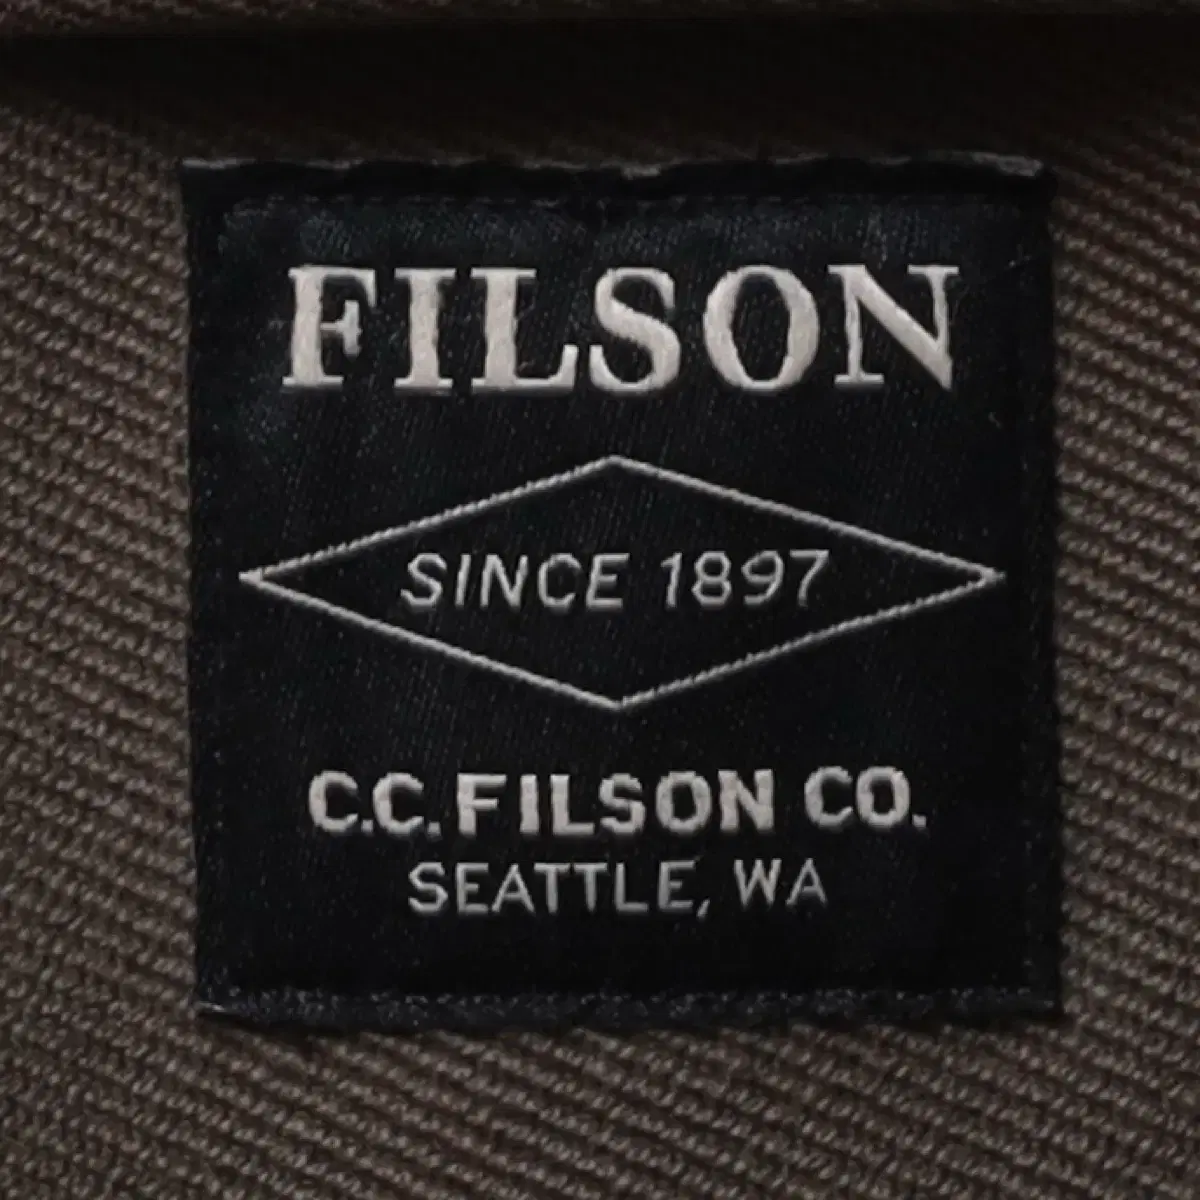 FILSON
SINCE 1897
C.C. FILSON CO.
SEATTLE, WA